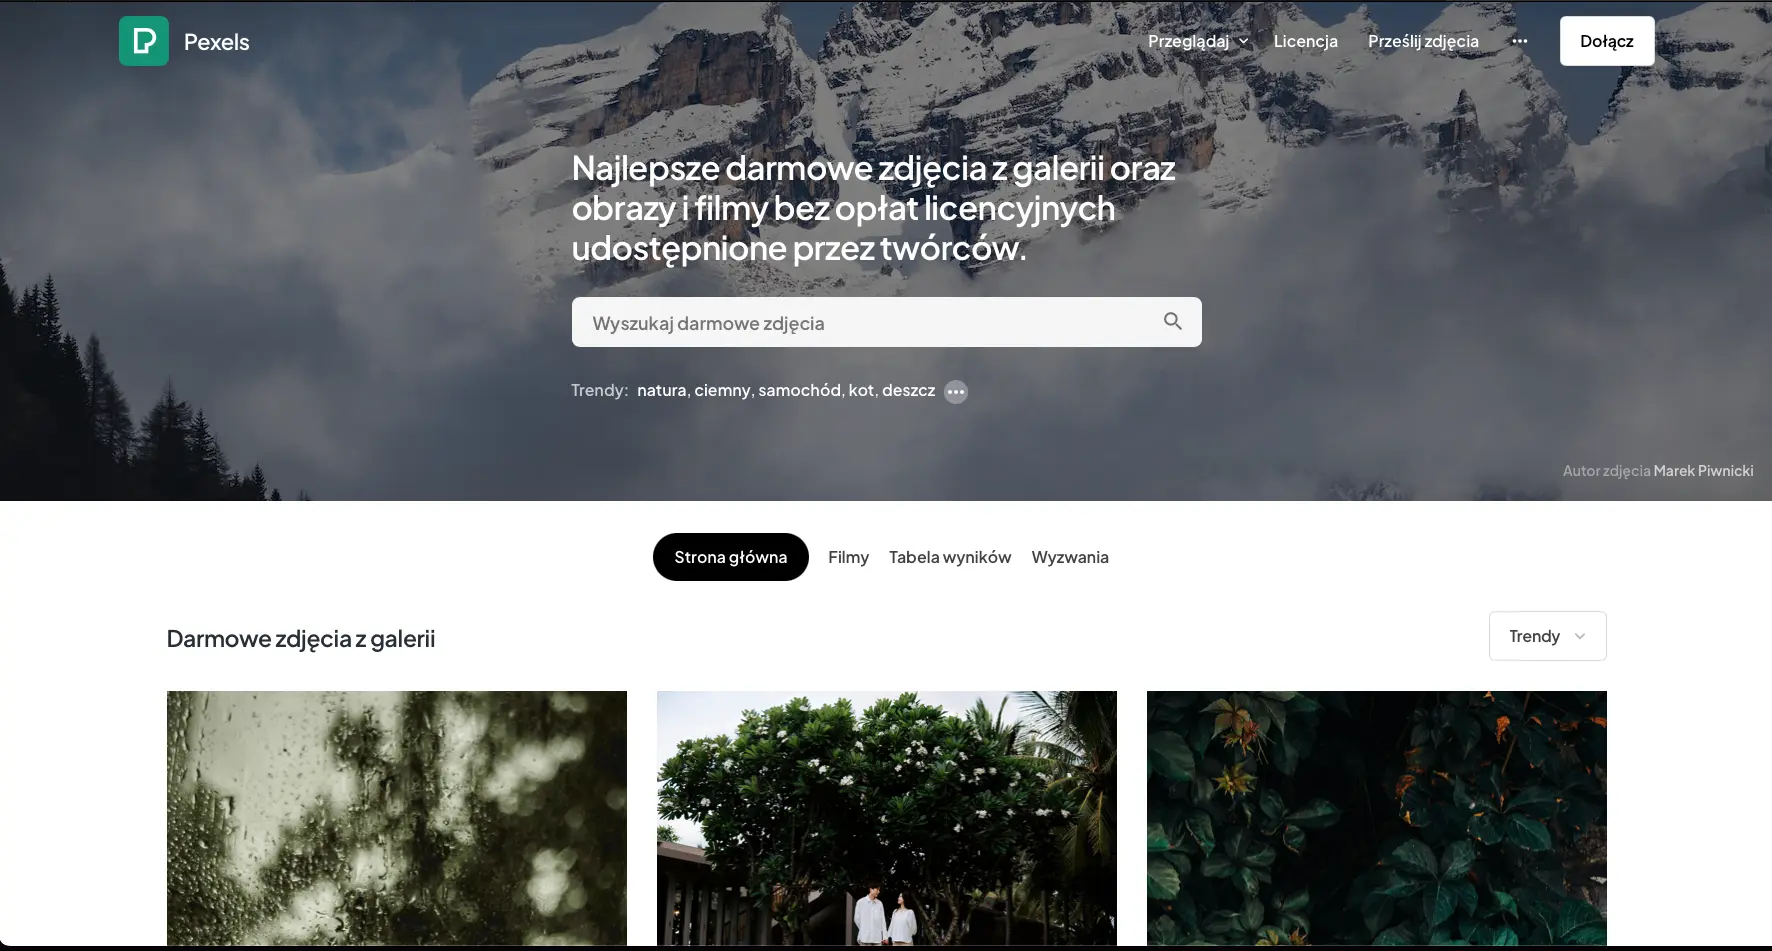 Pexels
Przeglądaj
Licencja
Prześlij zdjęcia
Dołącz
Najlepsze darmowe zdjęcia z galerii oraz
obrazy i filmy bez opłat licencyjnych
udostępnione przez twórców.
Wyszukaj darmowe zdjęcia
Trendy: natura, ciemny, samochód, kot, deszcz
Autor zdjęcia Marek Piwnicki
Strona główna
Filmy
Tabela wyników
Wyzwania
Darmowe zdjęcia z galerii
Trendy